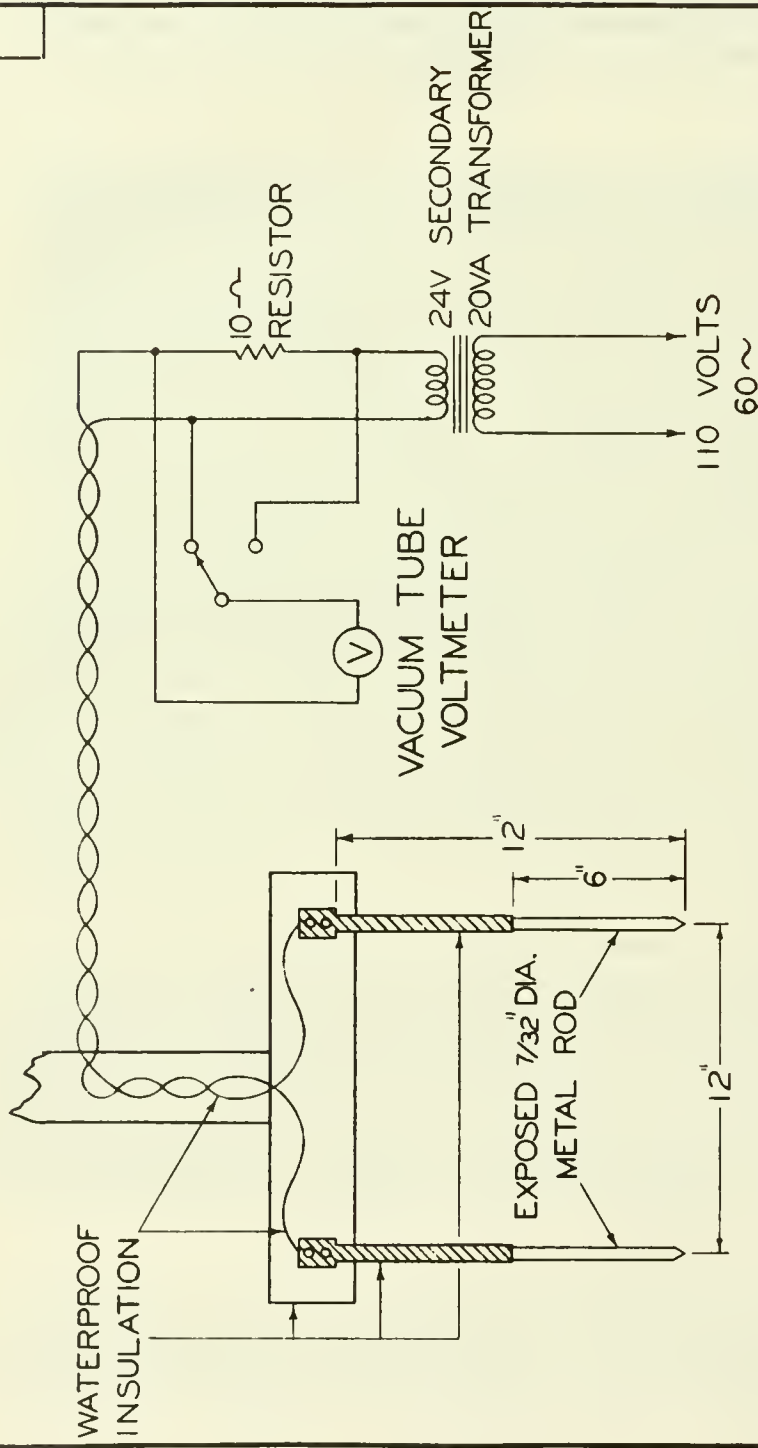 WATERPROOF
INSULATION
EXPOSED 7/32" DIA.
METAL ROD
12"
6"
12"
VACUUM TUBE
VOLTMETER
V
10~
RESISTOR
24V SECONDARY
20VA TRANSFORMER
110 VOLTS
60~